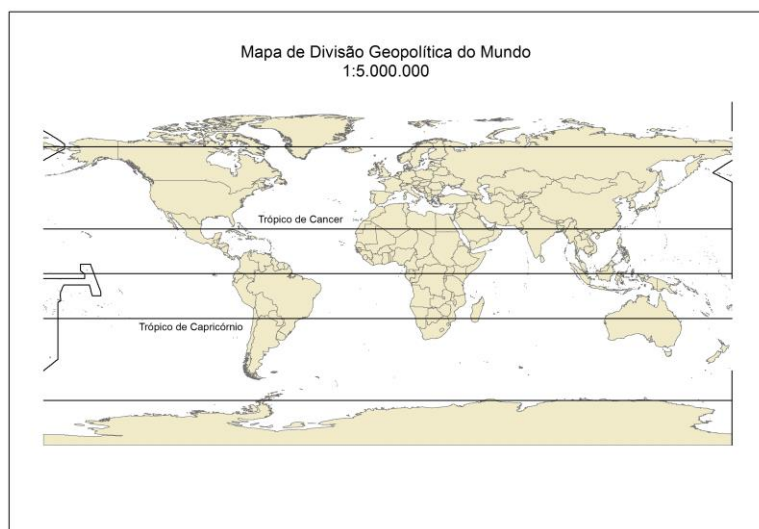 Mapa de Divisão Geopolítica do Mundo
1:5.000.000
Trópico de Cancer
Trópico de Capricórnio